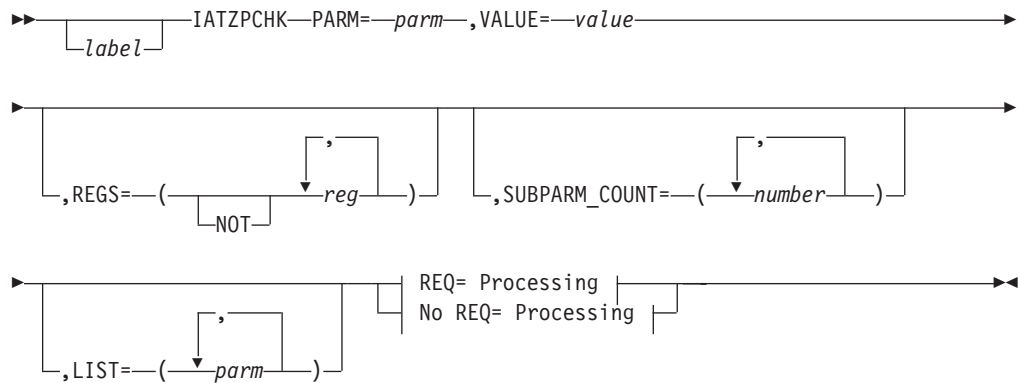 IATZPCHK PARM= parm ,VALUE= value
label
,
,
,REGS= ( reg ) ,SUBPARM_COUNT= ( number )
NOT
REQ= Processing
, No REQ= Processing
,LIST= ( parm )